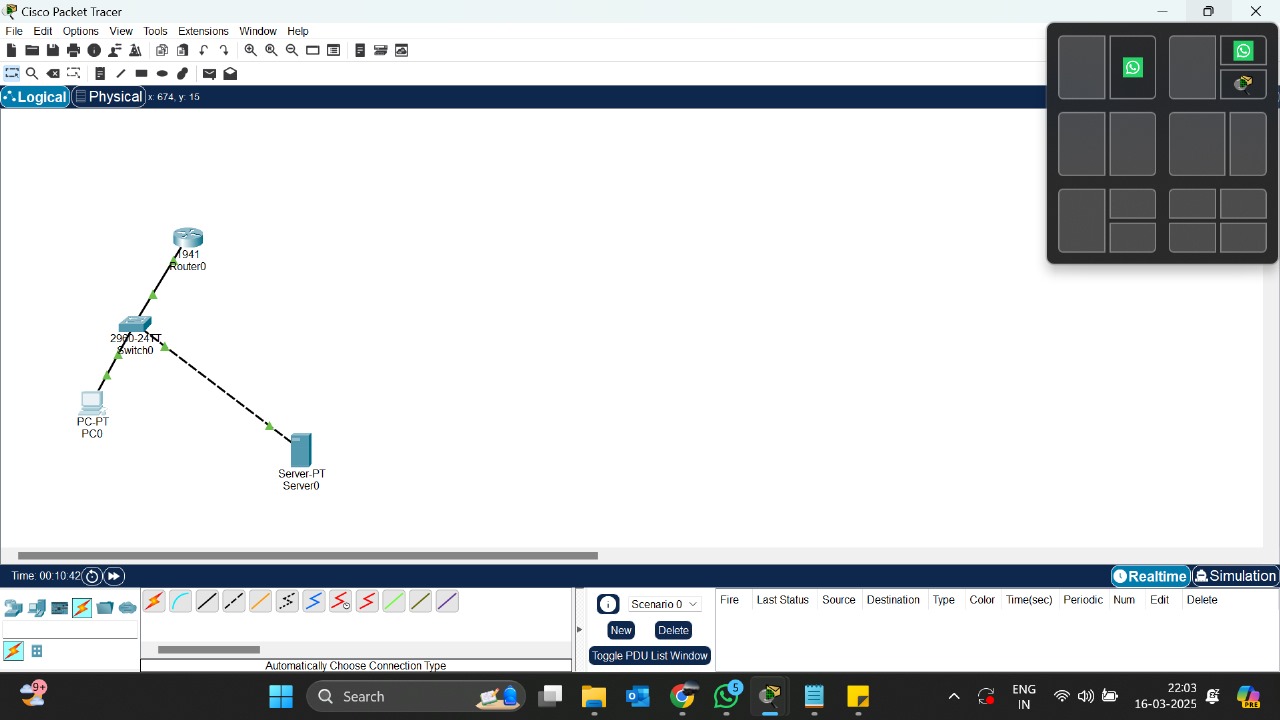 Cisco Packet Tracer
File Edit Options View Tools Extensions Window Help
Logical Physical x: 674, y: 15
1941
Router0
2960-24TT
Switch0
PC-PT
PC0
Server-PT
Server0
Time: 00:10:42
Realtime Simulation
Scenario 0
New Delete
Toggle PDU List Window
Fire Last Status Source Destination Type Color Time(sec) Periodic Num Edit Delete
Automatically Choose Connection Type
9+
Search
5
ENG
IN
22:03
16-03-2025
PRE